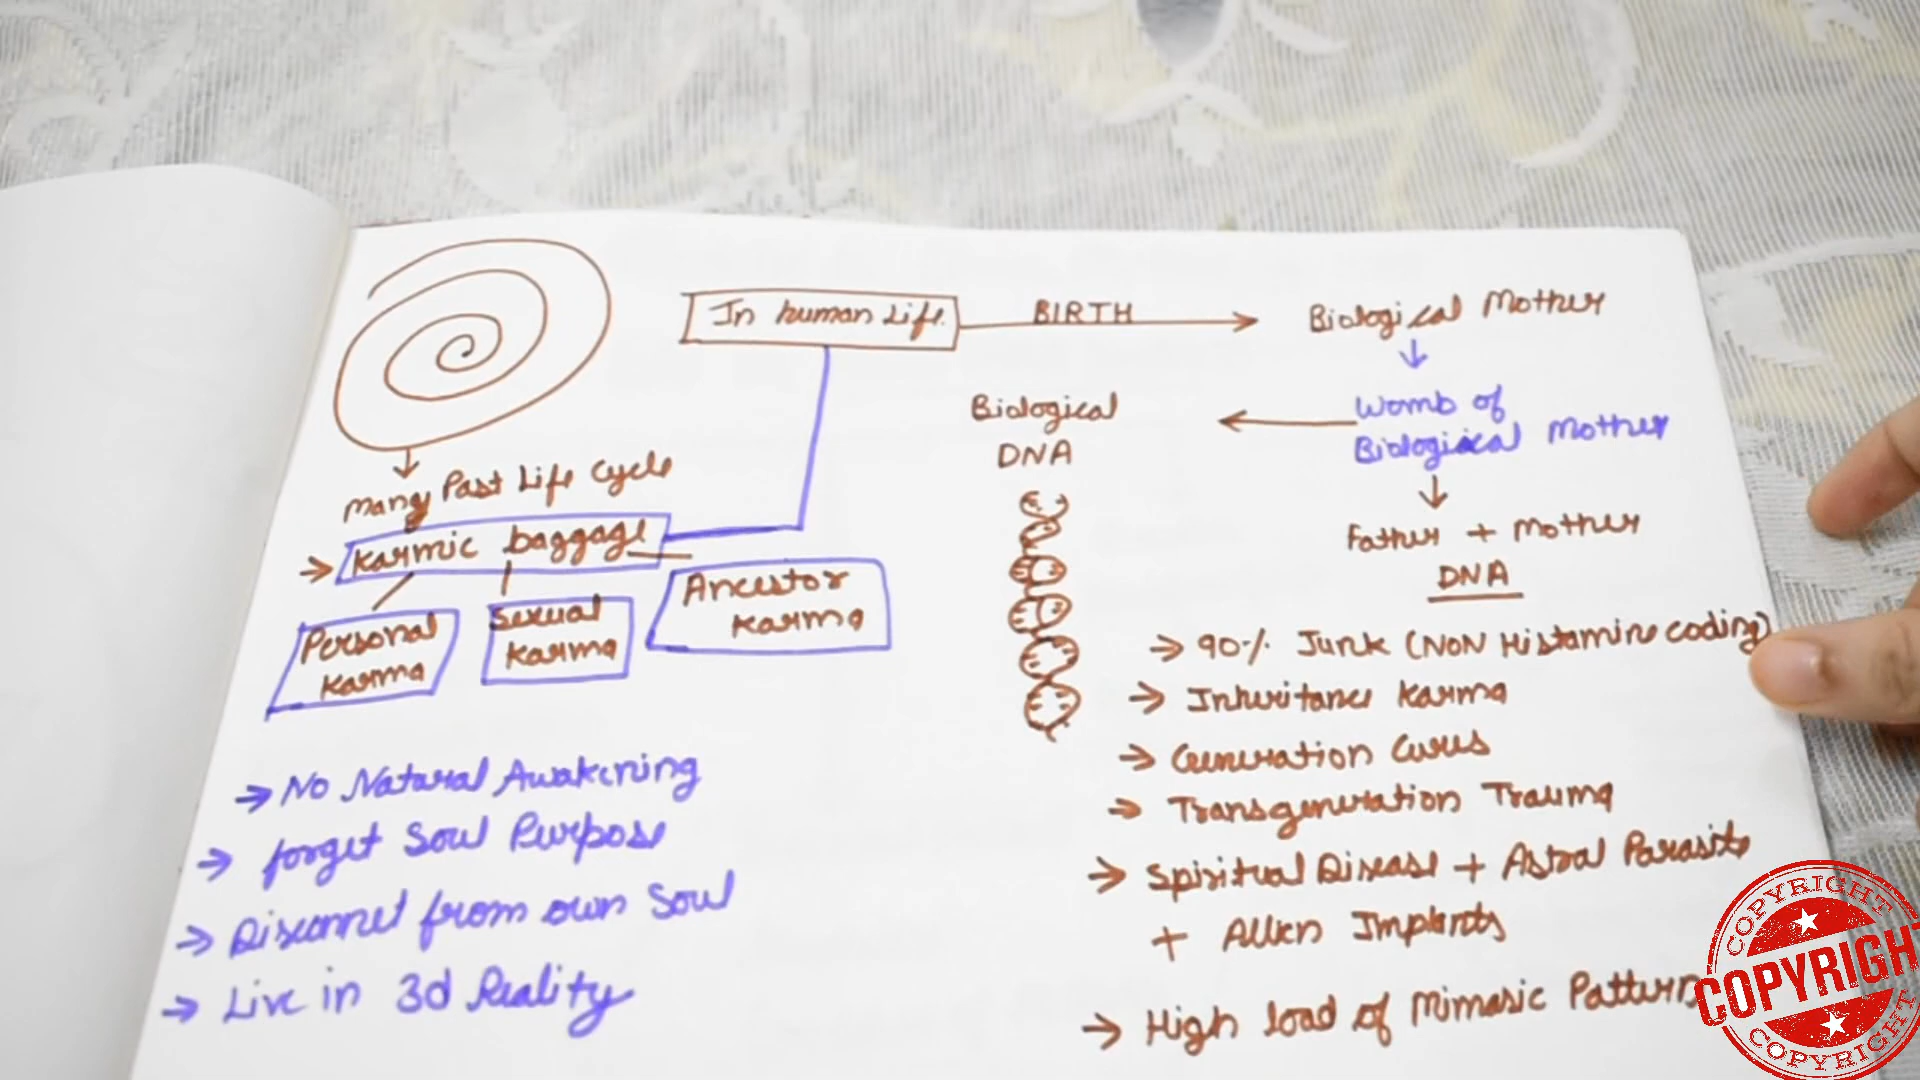 In human Life.
BIRTH
Biological Mother
Womb of
Biological Mother
Biological
DNA
Father + Mother
DNA
Many Past Life Cycle
Karmic baggage
Personal
Karma
Sexual
Karma
Ancestor
Karma
→ No Natural Awakening
→ forget Soul Purpose
→ Disconnet from own Soul
→ Live in 3d Reality
→ 90% Junk (NON Histamine coding)
→ Inheritance Karma
→ Generation Curses
→ Transgeneration Trauma
→ Spiritual Disease + Astral Parasite
+ Alien Implants
→ High load of Mimasic Pattern
COPYRIGHT
COPYRIGHT
COPYRIGHT